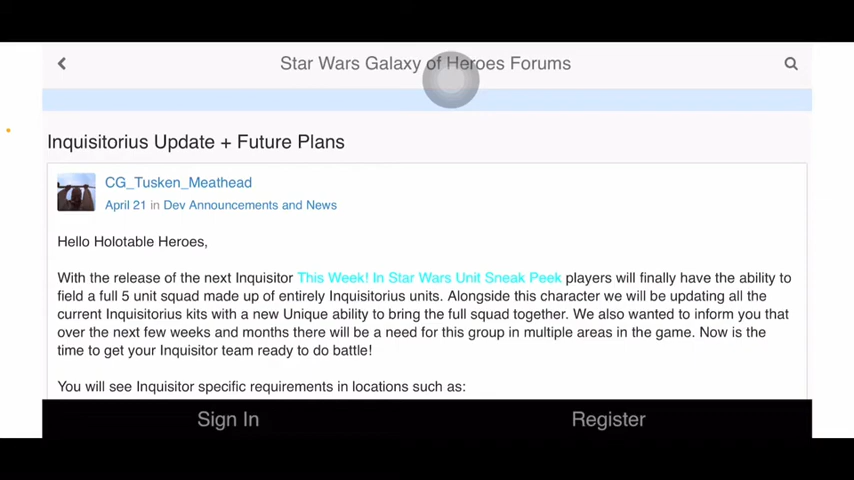 Star Wars Galaxy of Heroes Forums
Inquisitorius Update + Future Plans
CG_Tusken_Meathead
April 21 in Dev Announcements and News
Hello Holotable Heroes,
With the release of the next Inquisitor This Week! In Star Wars Unit Sneak Peek players will finally have the ability to
field a full 5 unit squad made up of entirely Inquisitorius units. Alongside this character we will be updating all the
current Inquisitorius kits with a new Unique ability to bring the full squad together. We also wanted to inform you that
over the next few weeks and months there will be a need for this group in multiple areas in the game. Now is the
time to get your Inquisitor team ready to do battle!
You will see Inquisitor specific requirements in locations such as:
Sign In
Register